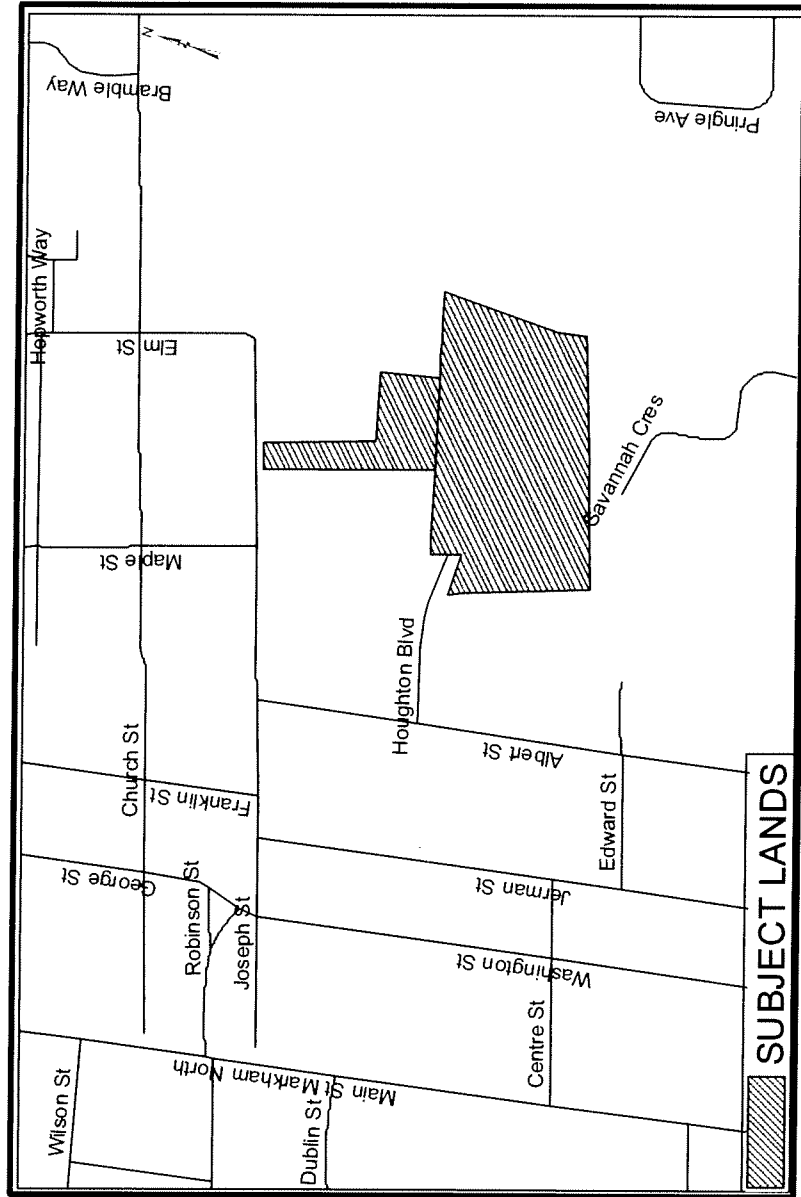 N
Bramble Way
Pringle Ave
Hepworth Way
Elm St
Savannah Cres
Maple St
Houghton Blvd
Church St
Franklin St
Albert St
Edward St
George St
Robinson St
Joseph St
Jerman St
Washington St
Centre St
Main St Markham North
Wilson St
Dublin St
SUBJECT LANDS